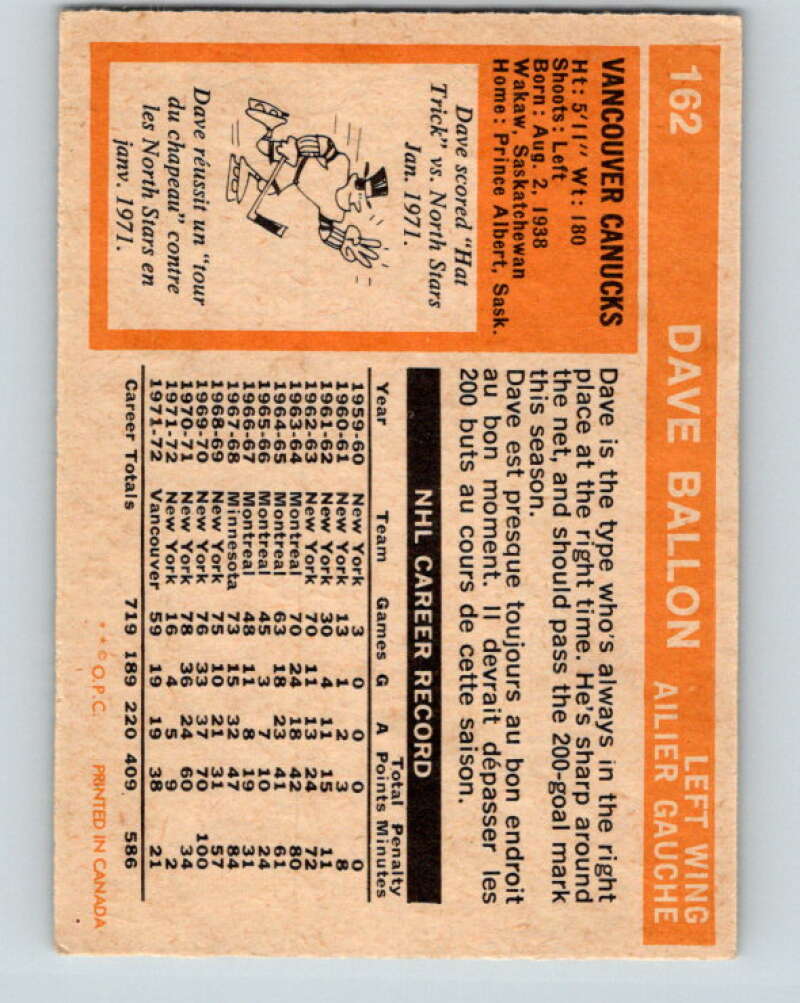 162 DAVE BALLON LEFT WING
AILIER GAUCHE
VANCOUVER CANUCKS
Ht: 5'11" Wt: 180
Shoots: Left
Born: Aug. 2, 1938
Wakaw, Saskatchewan
Home: Prince Albert, Sask.
Dave scored "Hat
Trick" vs. North Stars
Jan. 1971.
Dave réussit un "tour
du chapeau" contre
les North Stars en
janv. 1971.
Dave is the type who's always in the right
place at the right time. He's sharp around
the net, and should pass the 200-goal mark
this season.
Dave est presque toujours au bon endroit
au bon moment. Il devrait dépasser les
200 buts au cours de cette saison.
NHL CAREER RECORD
Total Penalty
Year Team Games G A Points Minutes
1959-60 New York 3 0 0 0 0
1960-61 New York 13 1 2 3 8
1961-62 New York 30 4 11 15 11
1962-63 New York 70 11 13 24 72
1963-64 Montreal 70 24 18 42 80
1964-65 Montreal 63 18 23 41 61
1965-66 Montreal 45 3 7 10 24
1966-67 Montreal 48 11 8 19 31
1967-68 Minnesota 73 15 32 47 84
1968-69 New York 75 10 21 31 157
1969-70 New York 76 33 37 70 100
1970-71 New York 78 36 24 60 34
1971-72 New York 16 4 5 9 2
1971-72 Vancouver 59 19 19 38 21
Career Totals 719 189 220 409 586
**© O.P.C. PRINTED IN CANADA